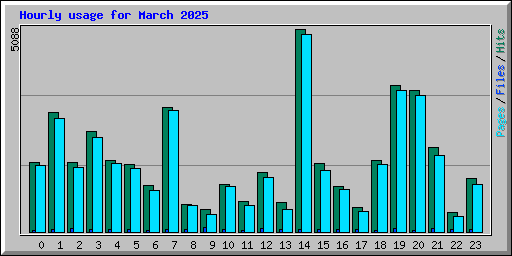 Hourly usage for March 2025
5088
Pages/Files/Hits
0 1 2 3 4 5 6 7 8 9 10 11 12 13 14 15 16 17 18 19 20 21 22 23